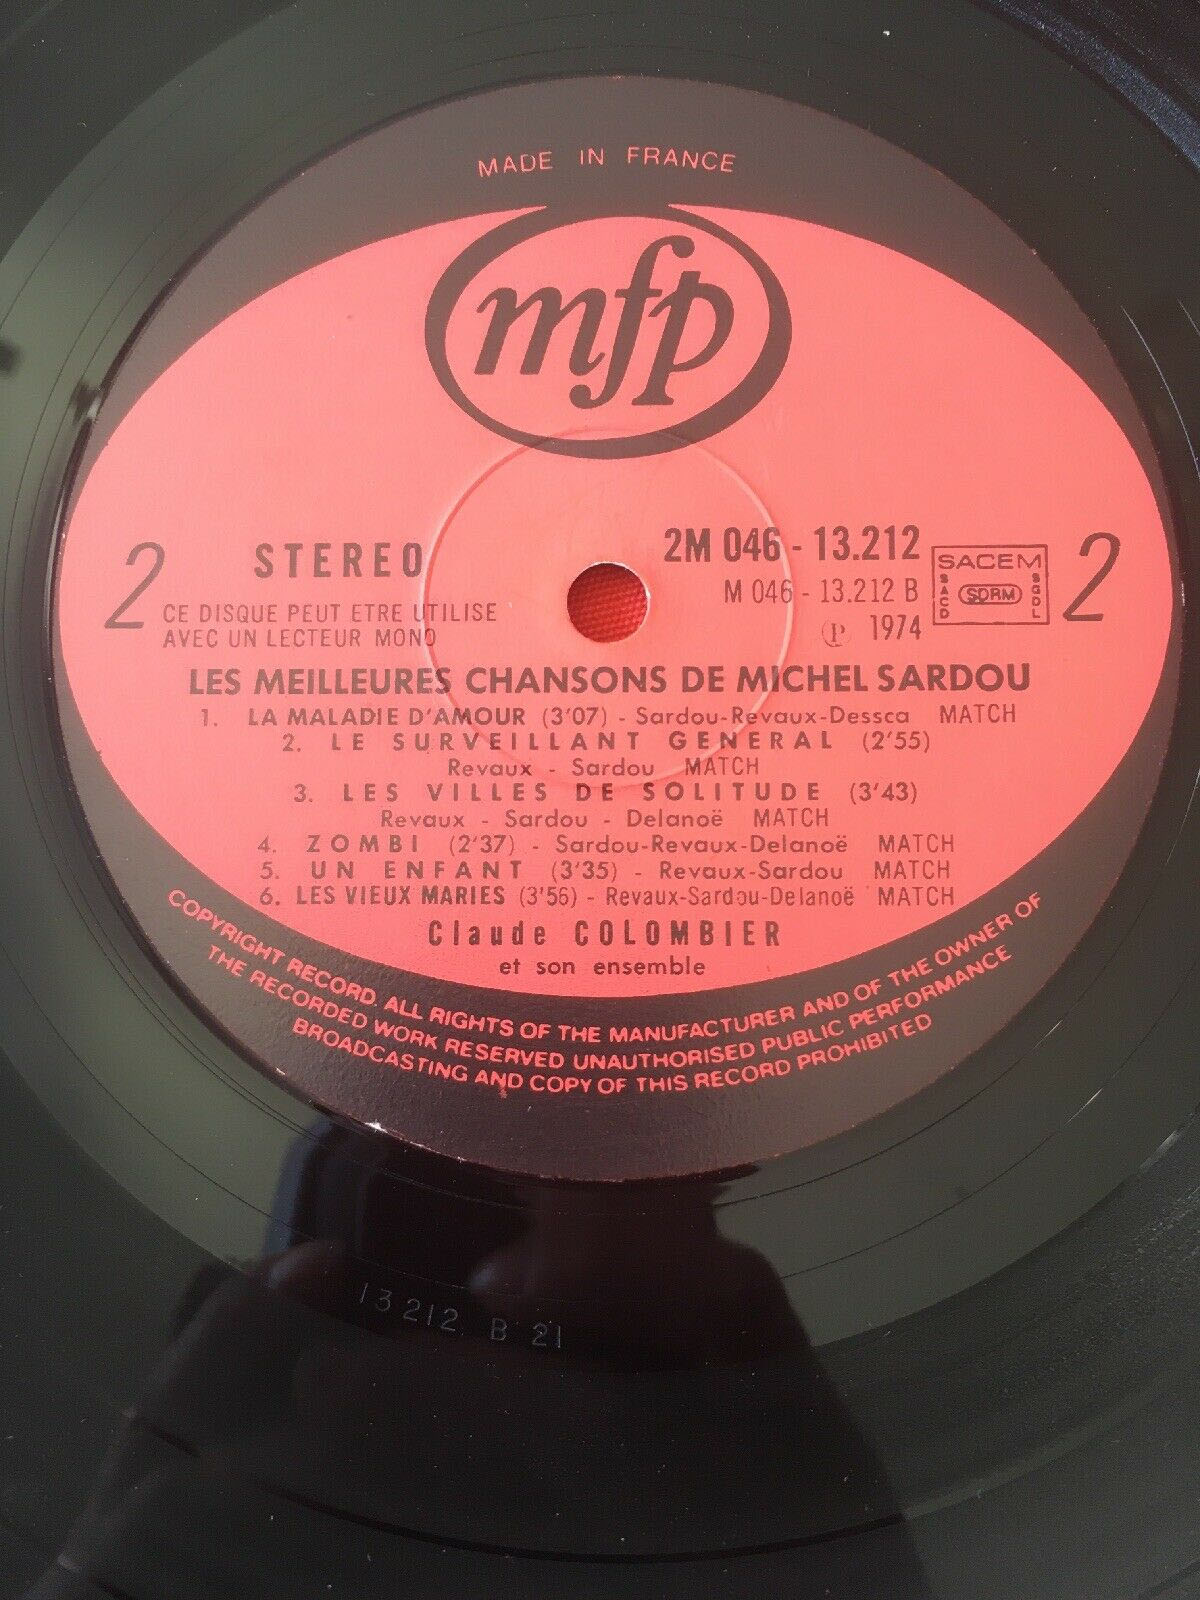 MADE IN FRANCE
mfp
2 STEREO 2M 046 - 13.212 SACEM 2
M 046 - 13.212 B SACD SDRM SGDL
CE DISQUE PEUT ETRE UTILISE
AVEC UN LECTEUR MONO ℗ 1974
LES MEILLEURES CHANSONS DE MICHEL SARDOU
1. LA MALADIE D'AMOUR (3'07) - Sardou-Revaux-Dessca MATCH
2. LE SURVEILLANT GENERAL (2'55)
Revaux - Sardou MATCH
3. LES VILLES DE SOLITUDE (3'43)
Revaux - Sardou - Delanoë MATCH
4. ZOMBI (2'37) - Sardou-Revaux-Delanoë MATCH
5. UN ENFANT (3'35) - Revaux-Sardou MATCH
6. LES VIEUX MARIES (3'56) - Revaux-Sardou-Delanoë MATCH
Claude COLOMBIER
et son ensemble
COPYRIGHT RECORD. ALL RIGHTS OF THE MANUFACTURER AND OF THE OWNER OF
THE RECORDED WORK RESERVED UNAUTHORISED PUBLIC PERFORMANCE
BROADCASTING AND COPY OF THIS RECORD PROHIBITED
13212 B 21